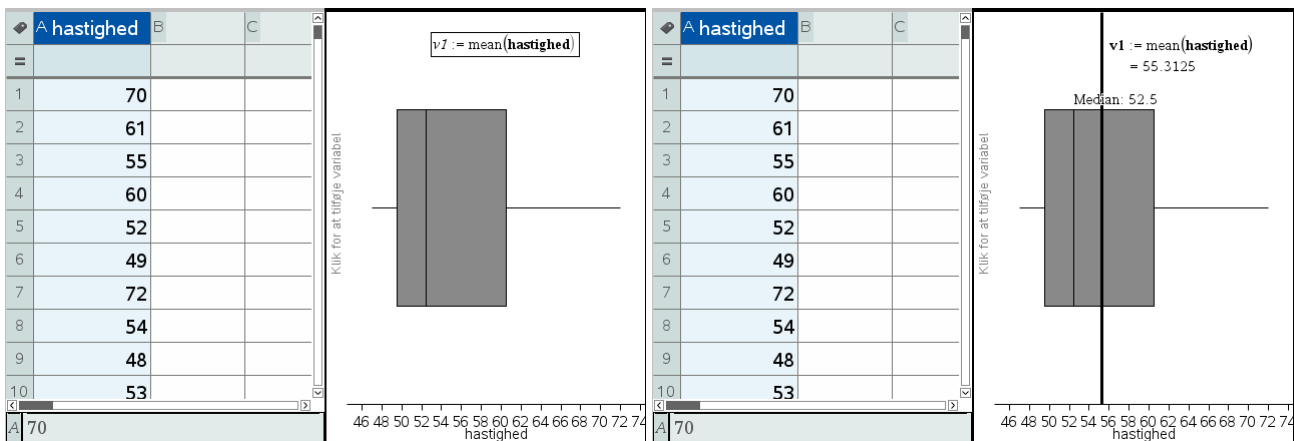 A hastighed B C
=
1 70
2 61
3 55
4 60
5 52
6 49
7 72
8 54
9 48
10 53
A 70
Klik for at tilføje variabel
v1 := mean(hastighed)
46 48 50 52 54 56 58 60 62 64 66 68 70 72 74
hastighed
A hastighed B C
=
1 70
2 61
3 55
4 60
5 52
6 49
7 72
8 54
9 48
10 53
A 70
Klik for at tilføje variabel
v1 := mean(hastighed)
= 55.3125
Median: 52.5
46 48 50 52 54 56 58 60 62 64 66 68 70 72 74
hastighed